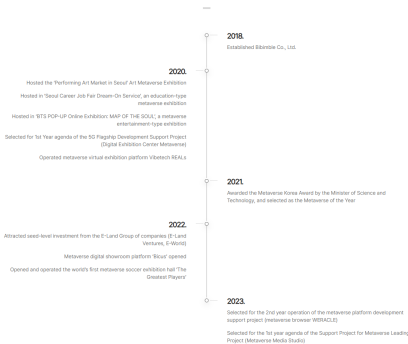 2018.
Established Bibimble Co., Ltd.
2020.
Hosted the 'Performing Art Market in Seoul' Art Metaverse Exhibition
Hosted in 'Seoul Career Job Fair Dream-On Service', an education-type
metaverse exhibition
Hosted in 'BTS POP-UP Online Exhibition: MAP OF THE SOUL', a metaverse
entertainment-type exhibition
Selected for 1st Year agenda of the 5G Flagship Development Support Project
(Digital Exhibition Center Metaverse)
Operated metaverse virtual exhibition platform Vibetech REALs
2021.
Awarded the Metaverse Korea Award by the Minister of Science and
Technology, and selected as the Metaverse of the Year
2022.
Attracted seed-level investment from the E-Land Group of companies (E-Land
Ventures, E-World)
Metaverse digital showroom platform 'Bicus' opened
Opened and operated the world's first metaverse soccer exhibition hall 'The
Greatest Players'
2023.
Selected for the 2nd year operation of the metaverse platform development
support project (metaverse browser WERACLE)
Selected for the 1st year agenda of the Support Project for Metaverse Leading
Project (Metaverse Media Studio)